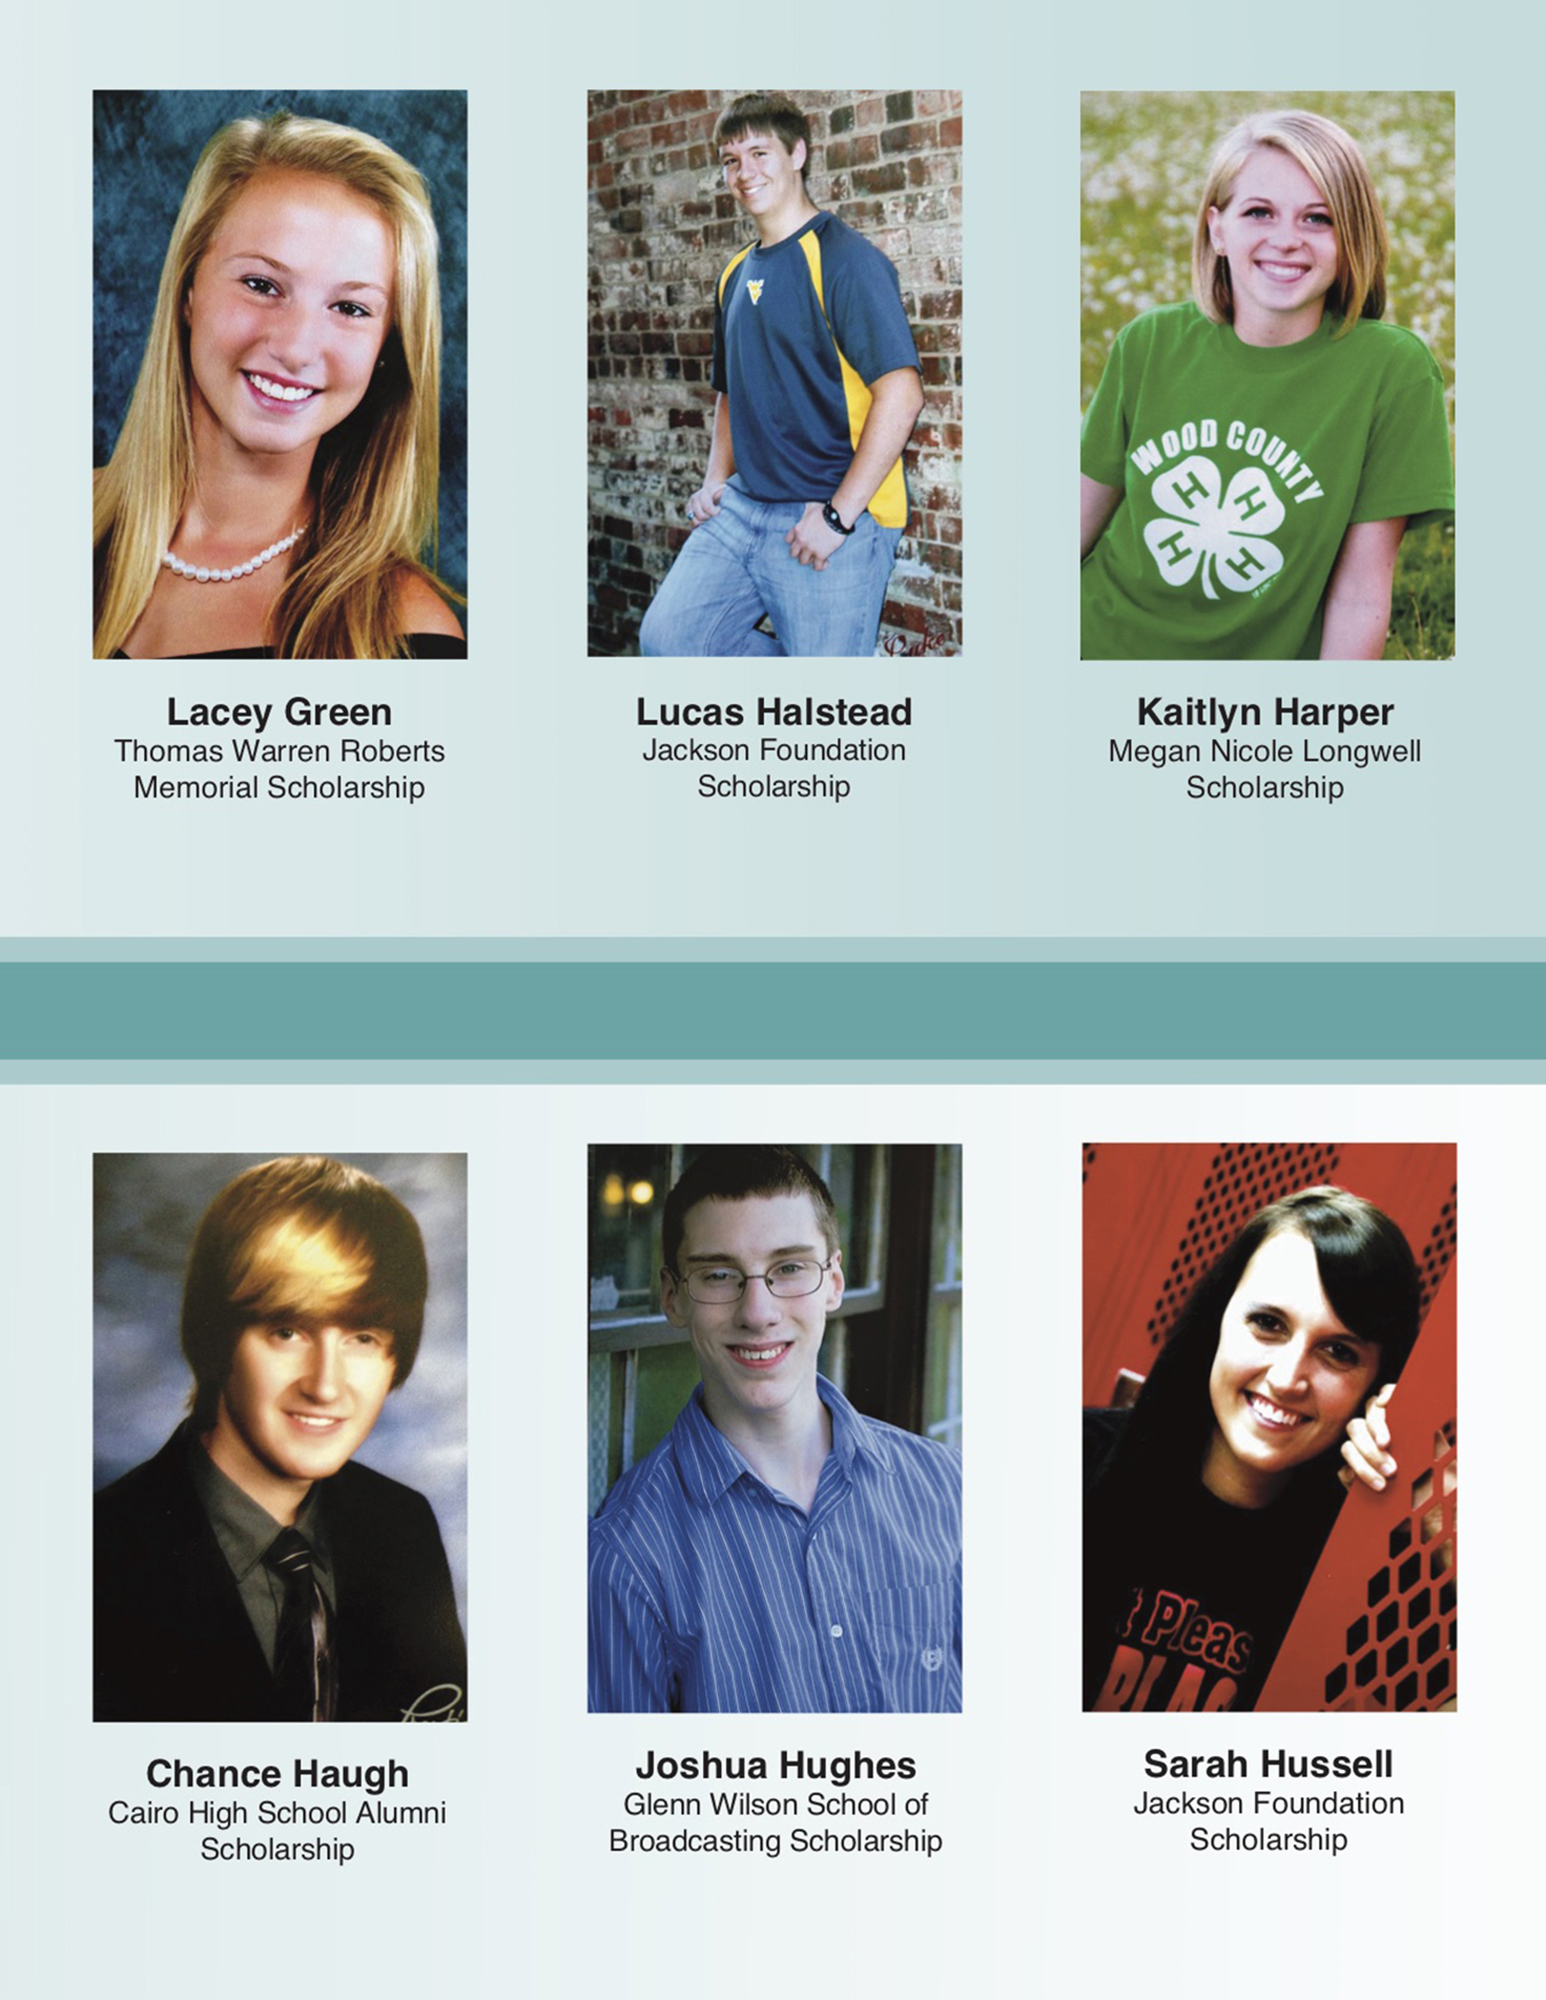 Lacey Green
Thomas Warren Roberts
Memorial Scholarship
Lucas Halstead
Jackson Foundation
Scholarship
WOOD COUNTY
H H
H H
Kaitlyn Harper
Megan Nicole Longwell
Scholarship
Chance Haugh
Cairo High School Alumni
Scholarship
Joshua Hughes
Glenn Wilson School of
Broadcasting Scholarship
Pleas
PLAC
Sarah Hussell
Jackson Foundation
Scholarship